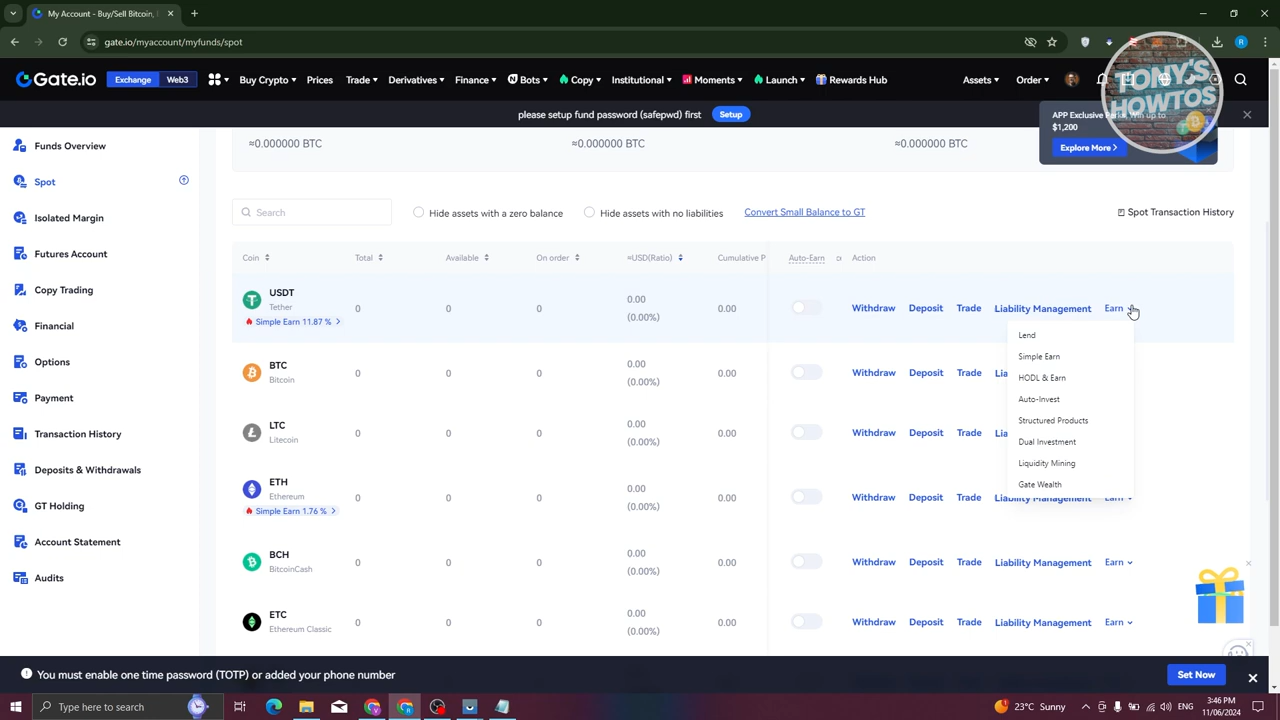 My Account - Buy/Sell Bitcoin,
gate.io/myaccount/myfunds/spot
R
Gate.io Exchange Web3 Buy Crypto Prices Trade Bots Copy Institutional Moments Launch Rewards Hub Assets Order
TONY'S
HOWTOS
please setup fund password (safepwd) first Setup
$1,200
Explore More
Funds Overview
Spot
Isolated Margin
Futures Account
Copy Trading
Financial
Options
Payment
Transaction History
Deposits & Withdrawals
GT Holding
Account Statement
Audits
≈0.000000 BTC ≈0.000000 BTC ≈0.000000 BTC
Search Hide assets with a zero balance Hide assets with no liabilities Convert Small Balance to GT Spot Transaction History
Coin Total Available On order ≈USD(Ratio) Cumulative P Auto-Earn Action
USDT
Tether
Simple Earn 11.87 % >
0 0 0 0.00 0.00 Withdraw Deposit Trade Liability Management Earn
(0.00%)
Lend
Simple Earn
HODL & Earn
Auto-Invest
Structured Products
Dual Investment
Liquidity Mining
Gate Wealth
BTC
Bitcoin
0 0 0 0.00 0.00 Withdraw Deposit Trade Lia
(0.00%)
LTC
Litecoin
0 0 0 0.00 0.00 Withdraw Deposit Trade Lia
(0.00%)
ETH
Ethereum
Simple Earn 1.76 % >
0 0 0 0.00 0.00 Withdraw Deposit Trade Liability Management Earn
(0.00%)
BCH
BitcoinCash
0 0 0 0.00 0.00 Withdraw Deposit Trade Liability Management Earn
(0.00%)
ETC
Ethereum Classic
0 0 0 0.00 0.00 Withdraw Deposit Trade Liability Management Earn
(0.00%)
You must enable one time password (TOTP) or added your phone number Set Now
Type here to search
23°C Sunny
3:46 PM
11/06/2024